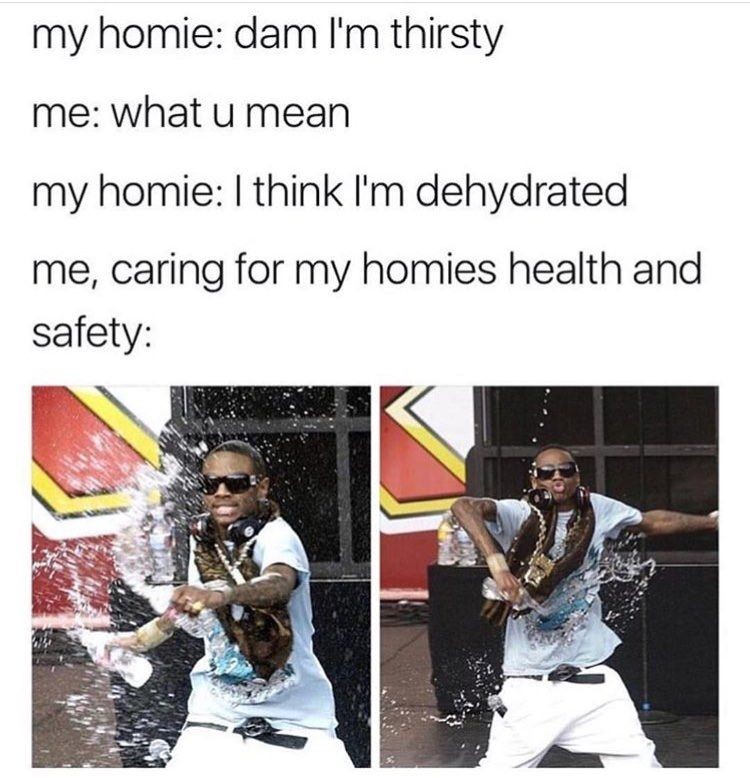 my homie: dam I'm thirsty
me: what u mean
my homie: I think I'm dehydrated
me, caring for my homies health and
safety: